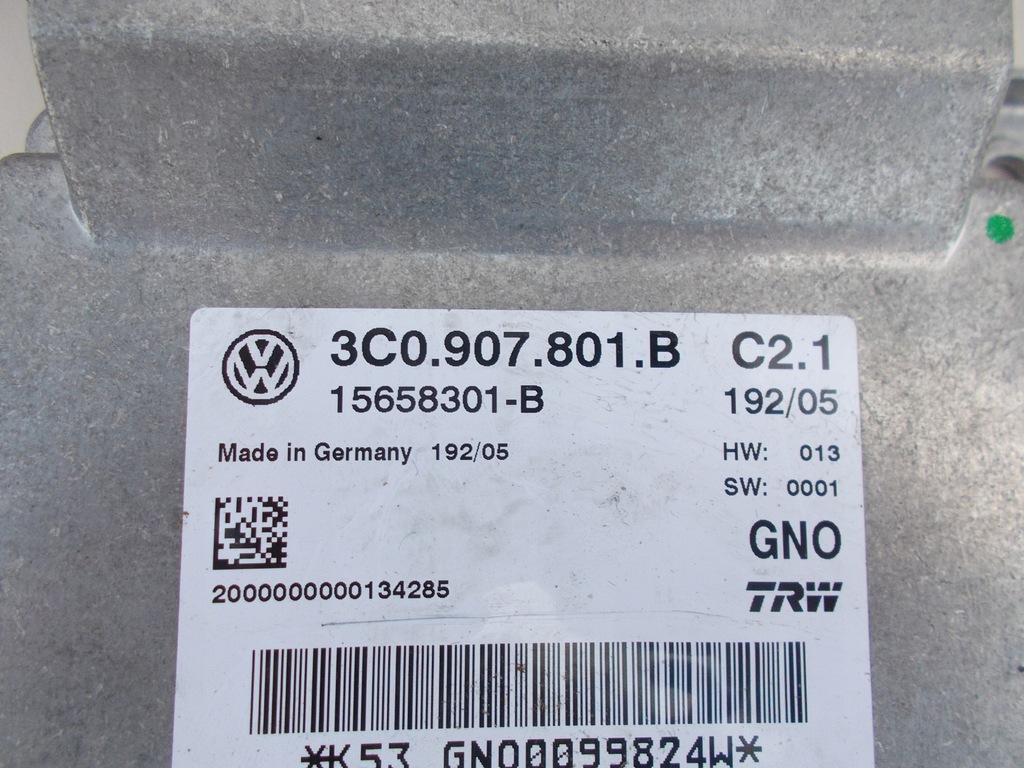 3C0.907.801.B C2.1
15658301-B 192/05
Made in Germany 192/05 HW: 013
SW: 0001
GNO
2000000000134285 TRW
*K53 GNO0099824W*